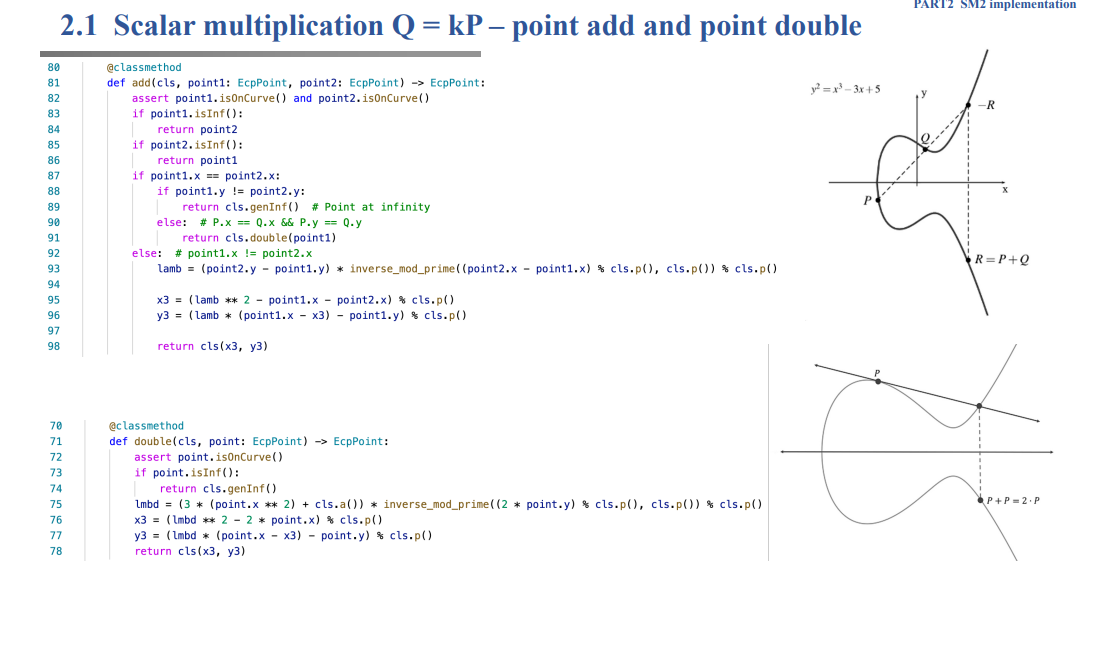 PART2 SM2 implementation
2.1 Scalar multiplication Q = kP – point add and point double
80 @classmethod
81 def add(cls, point1: EcpPoint, point2: EcpPoint) -> EcpPoint:
82 assert point1.isOnCurve() and point2.isOnCurve()
83 if point1.isInf():
84 return point2
85 if point2.isInf():
86 return point1
87 if point1.x == point2.x:
88 if point1.y != point2.y:
89 return cls.genInf() # Point at infinity
90 else: # P.x == Q.x && P.y == Q.y
91 return cls.double(point1)
92 else: # point1.x != point2.x
93 lamb = (point2.y - point1.y) * inverse_mod_prime((point2.x - point1.x) % cls.p(), cls.p()) % cls.p()
94
95 x3 = (lamb ** 2 - point1.x - point2.x) % cls.p()
96 y3 = (lamb * (point1.x - x3) - point1.y) % cls.p()
97
98 return cls(x3, y3)
y² = x³ – 3x + 5
y
–R
Q
x
P
R = P + Q
70 @classmethod
71 def double(cls, point: EcpPoint) -> EcpPoint:
72 assert point.isOnCurve()
73 if point.isInf():
74 return cls.genInf()
75 lmbd = (3 * (point.x ** 2) + cls.a()) * inverse_mod_prime((2 * point.y) % cls.p(), cls.p()) % cls.p()
76 x3 = (lmbd ** 2 - 2 * point.x) % cls.p()
77 y3 = (lmbd * (point.x - x3) - point.y) % cls.p()
78 return cls(x3, y3)
P
P + P = 2 · P